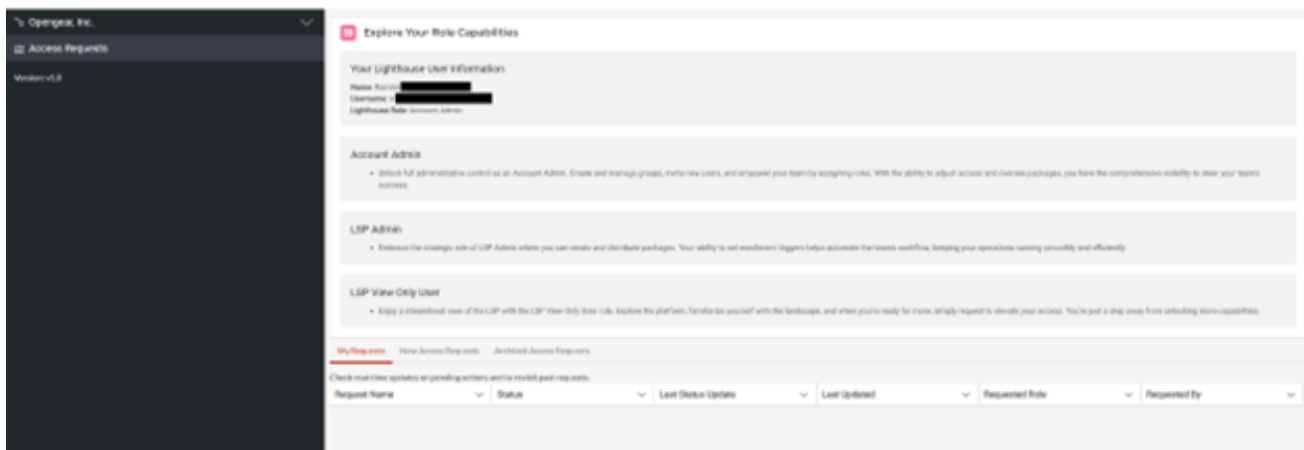 Opengear, Inc.
Access Requests
Version v1.0
Explore Your Role Capabilities
Your Lighthouse User Information
Name:
Username:
Lighthouse Role: Account Admin
Account Admin
• Unlock full administrative control as an Account Admin. Create and manage groups, invite new users, and empower your team by assigning roles. With the ability to adjust access and oversee packages, you have the comprehensive visibility to steer your team's
success.
LSP Admin
• Embrace the strategic role of LSP Admin where you can create and distribute packages. Your ability to set enrollment triggers helps automate the team's workflow, keeping your operations running smoothly and efficiently.
LSP View Only User
• Enjoy a streamlined view of the LSP with the LSP View Only User role. Explore the platform, familiarize yourself with the landscape, and when you're ready for more, simply request to elevate your access. You're just a step away from unlocking more capabilities.
My Requests New Access Requests Archived Access Requests
Check real-time updates on pending actions and to revisit past requests.
Request Name Status Last Status Update Last Updated Requested Role Requested By